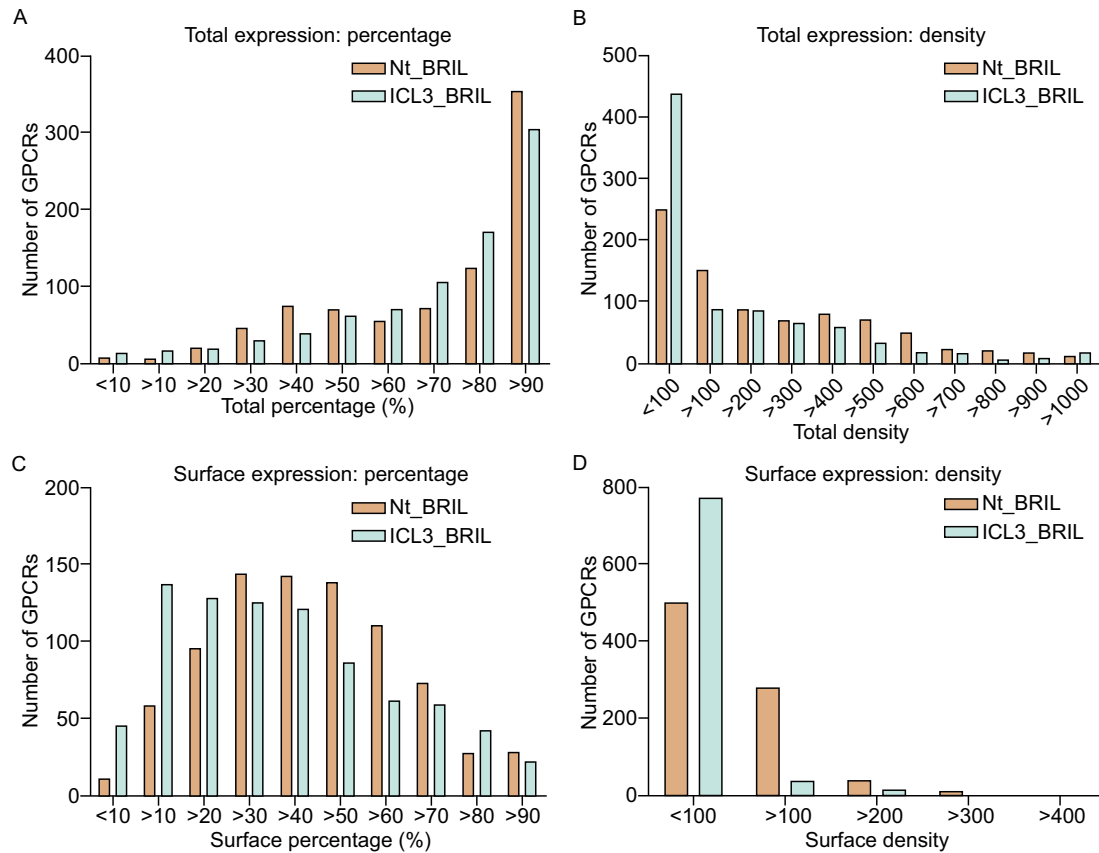 A
Total expression: percentage
Nt_BRIL
ICL3_BRIL
Number of GPCRs
400
300
200
100
0
<10 >10 >20 >30 >40 >50 >60 >70 >80 >90
Total percentage (%)
B
Total expression: density
Nt_BRIL
ICL3_BRIL
Number of GPCRs
500
400
300
200
100
0
<100 >100 >200 >300 >400 >500 >600 >700 >800 >900 >1000
Total density
C
Surface expression: percentage
Nt_BRIL
ICL3_BRIL
Number of GPCRs
200
150
100
50
0
<10 >10 >20 >30 >40 >50 >60 >70 >80 >90
Surface percentage (%)
D
Surface expression: density
Nt_BRIL
ICL3_BRIL
Number of GPCRs
800
600
400
200
0
<100 >100 >200 >300 >400
Surface density